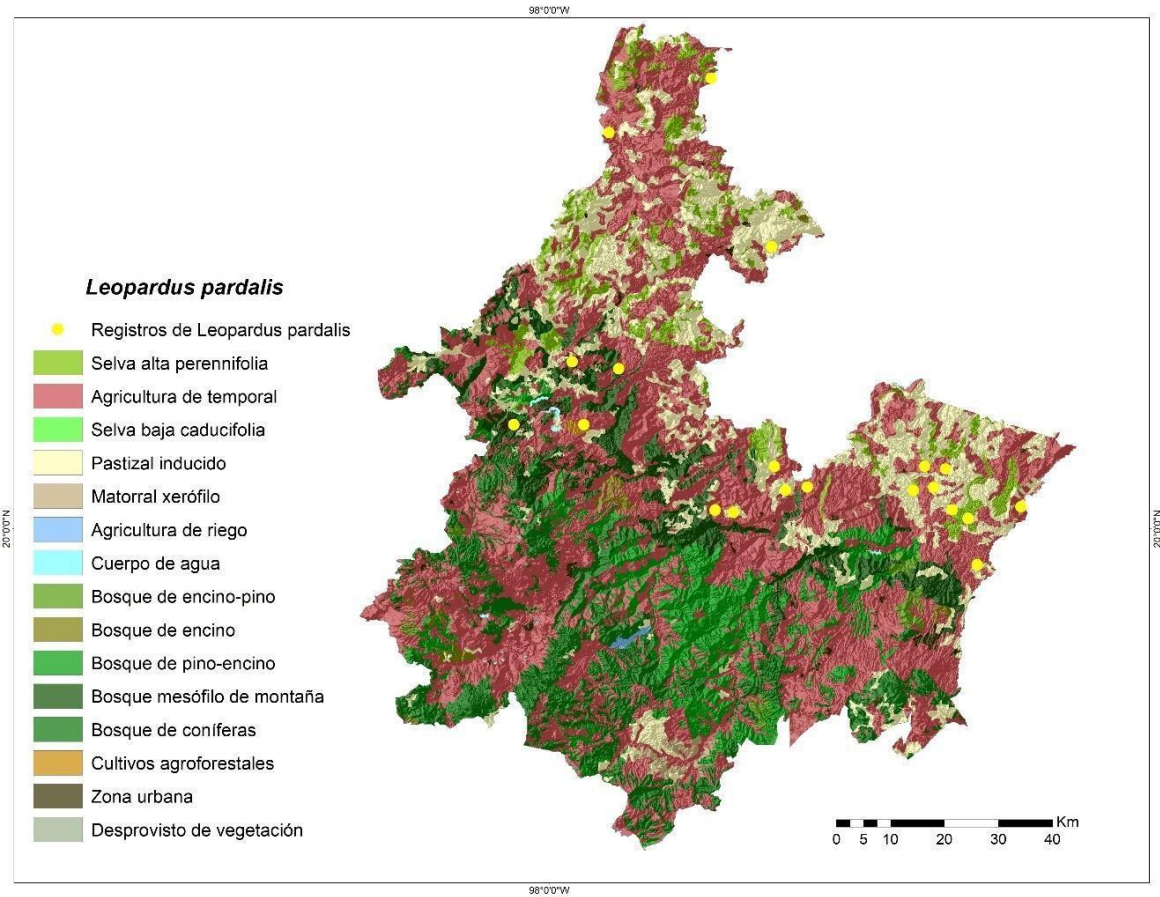 98°0'0"W
Leopardus pardalis
Registros de Leopardus pardalis
Selva alta perennifolia
Agricultura de temporal
Selva baja caducifolia
Pastizal inducido
Matorral xerófilo
Agricultura de riego
Cuerpo de agua
Bosque de encino-pino
Bosque de encino
Bosque de pino-encino
Bosque mesófilo de montaña
Bosque de coníferas
Cultivos agroforestales
Zona urbana
Desprovisto de vegetación
20°0'0"N
20°0'0"N
Km
0 5 10 20 30 40
98°0'0"W